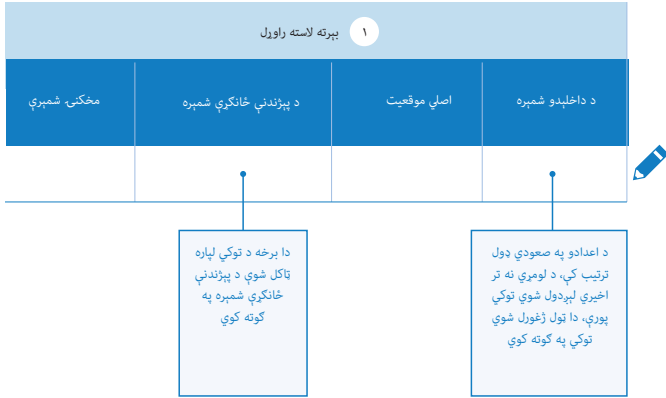 ۱ بېرته لاسته راوړل
د داخلېدو شمېره
اصلي موقعیت
د پېژندنې ځانګړې شمېره
مخکنۍ شمېرې
د اعدادو په صعودي ډول
ترتیب کې، د لومړي نه تر
اخیري لېږدول شوي توکي
پورې، دا ټول ژغورل شوي
توکي په ګوته کوي
دا برخه د توکي لپاره
ټاکل شوې د پېژندنې
ځانګړې شمېره په
ګوته کوي